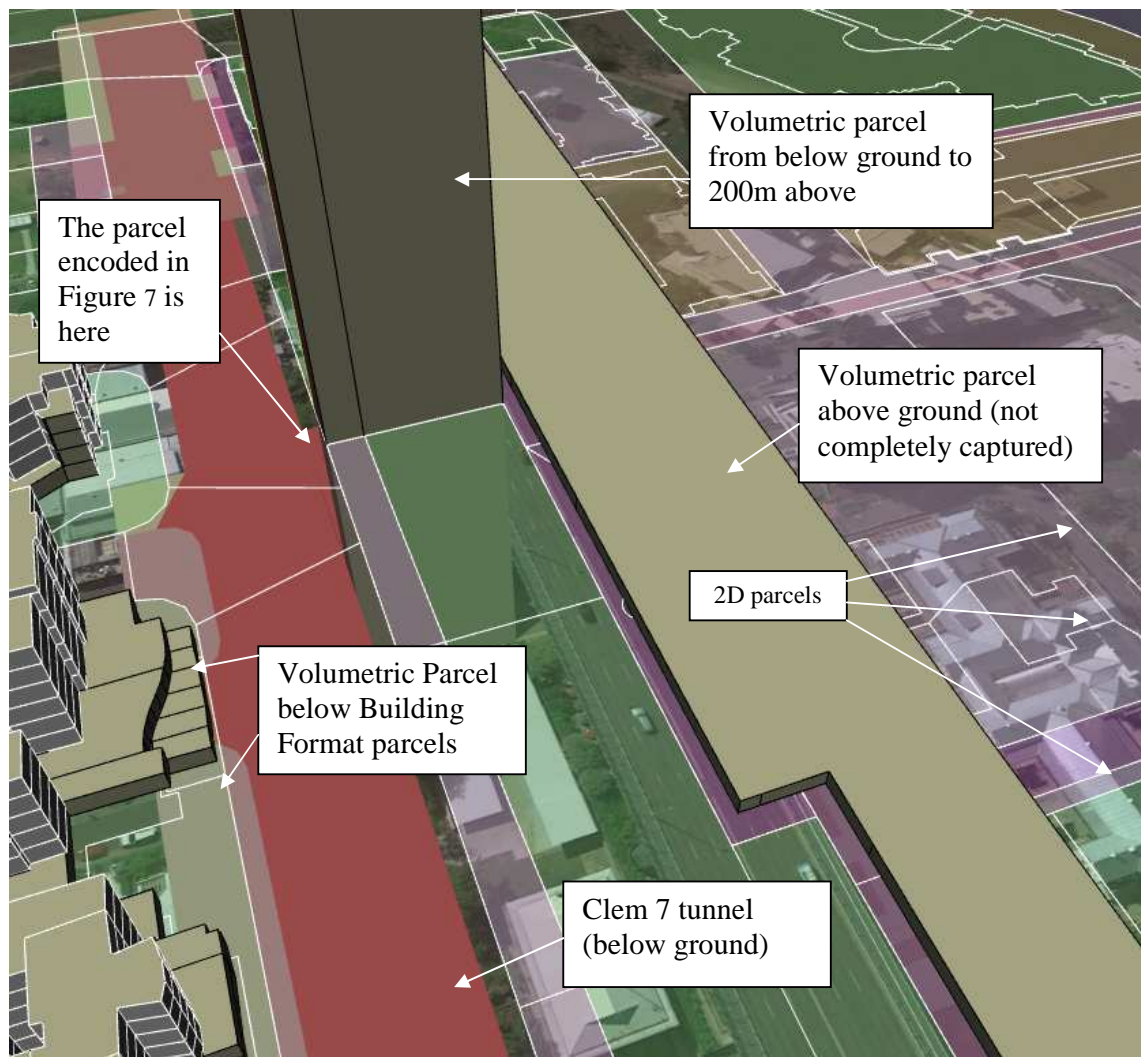 Volumetric parcel
from below ground to
200m above
The parcel
encoded in
Figure 7 is
here
Volumetric parcel
above ground (not
completely captured)
2D parcels
Volumetric Parcel
below Building
Format parcels
Clem 7 tunnel
(below ground)